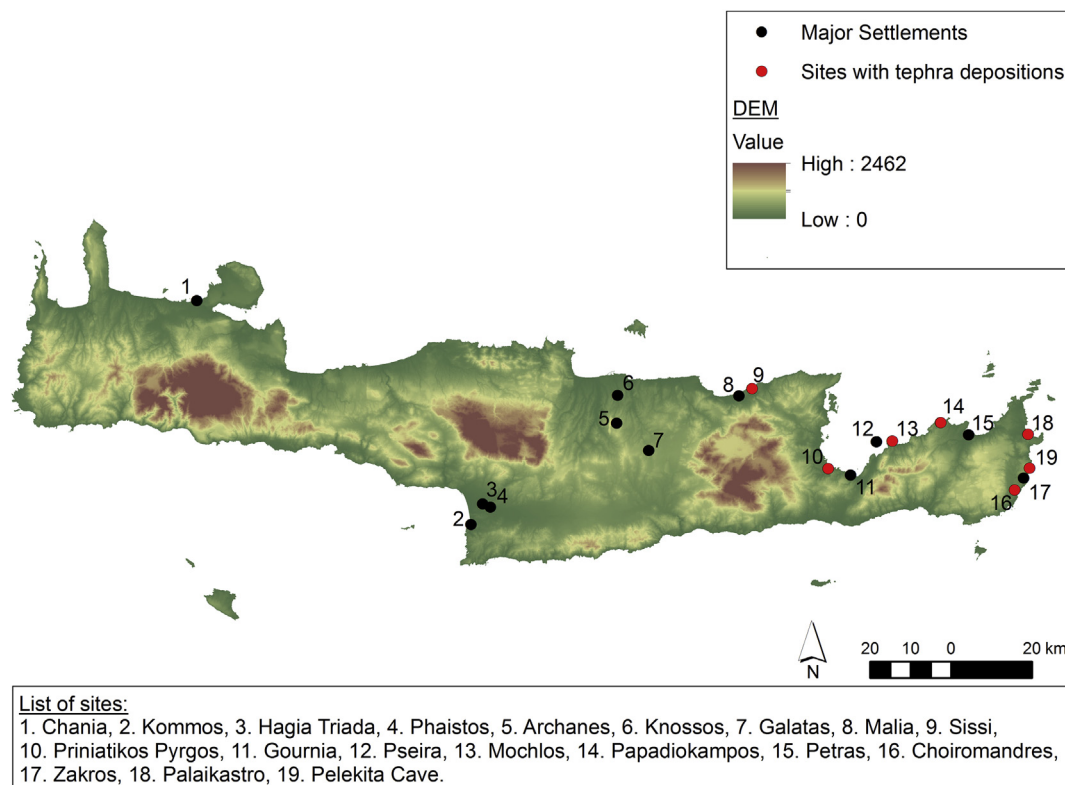 Major Settlements
Sites with tephra depositions
DEM
Value
High : 2462
Low : 0
1
2
3
4
5
6
7
8
9
10
11
12
13
14
15
16
17
18
19
N
20 10 0 20 km
List of sites:
1. Chania, 2. Kommos, 3. Hagia Triada, 4. Phaistos, 5. Archanes, 6. Knossos, 7. Galatas, 8. Malia, 9. Sissi,
10. Priniatikos Pyrgos, 11. Gournia, 12. Pseira, 13. Mochlos, 14. Papadiokampos, 15. Petras, 16. Choiromandres,
17. Zakros, 18. Palaikastro, 19. Pelekita Cave.